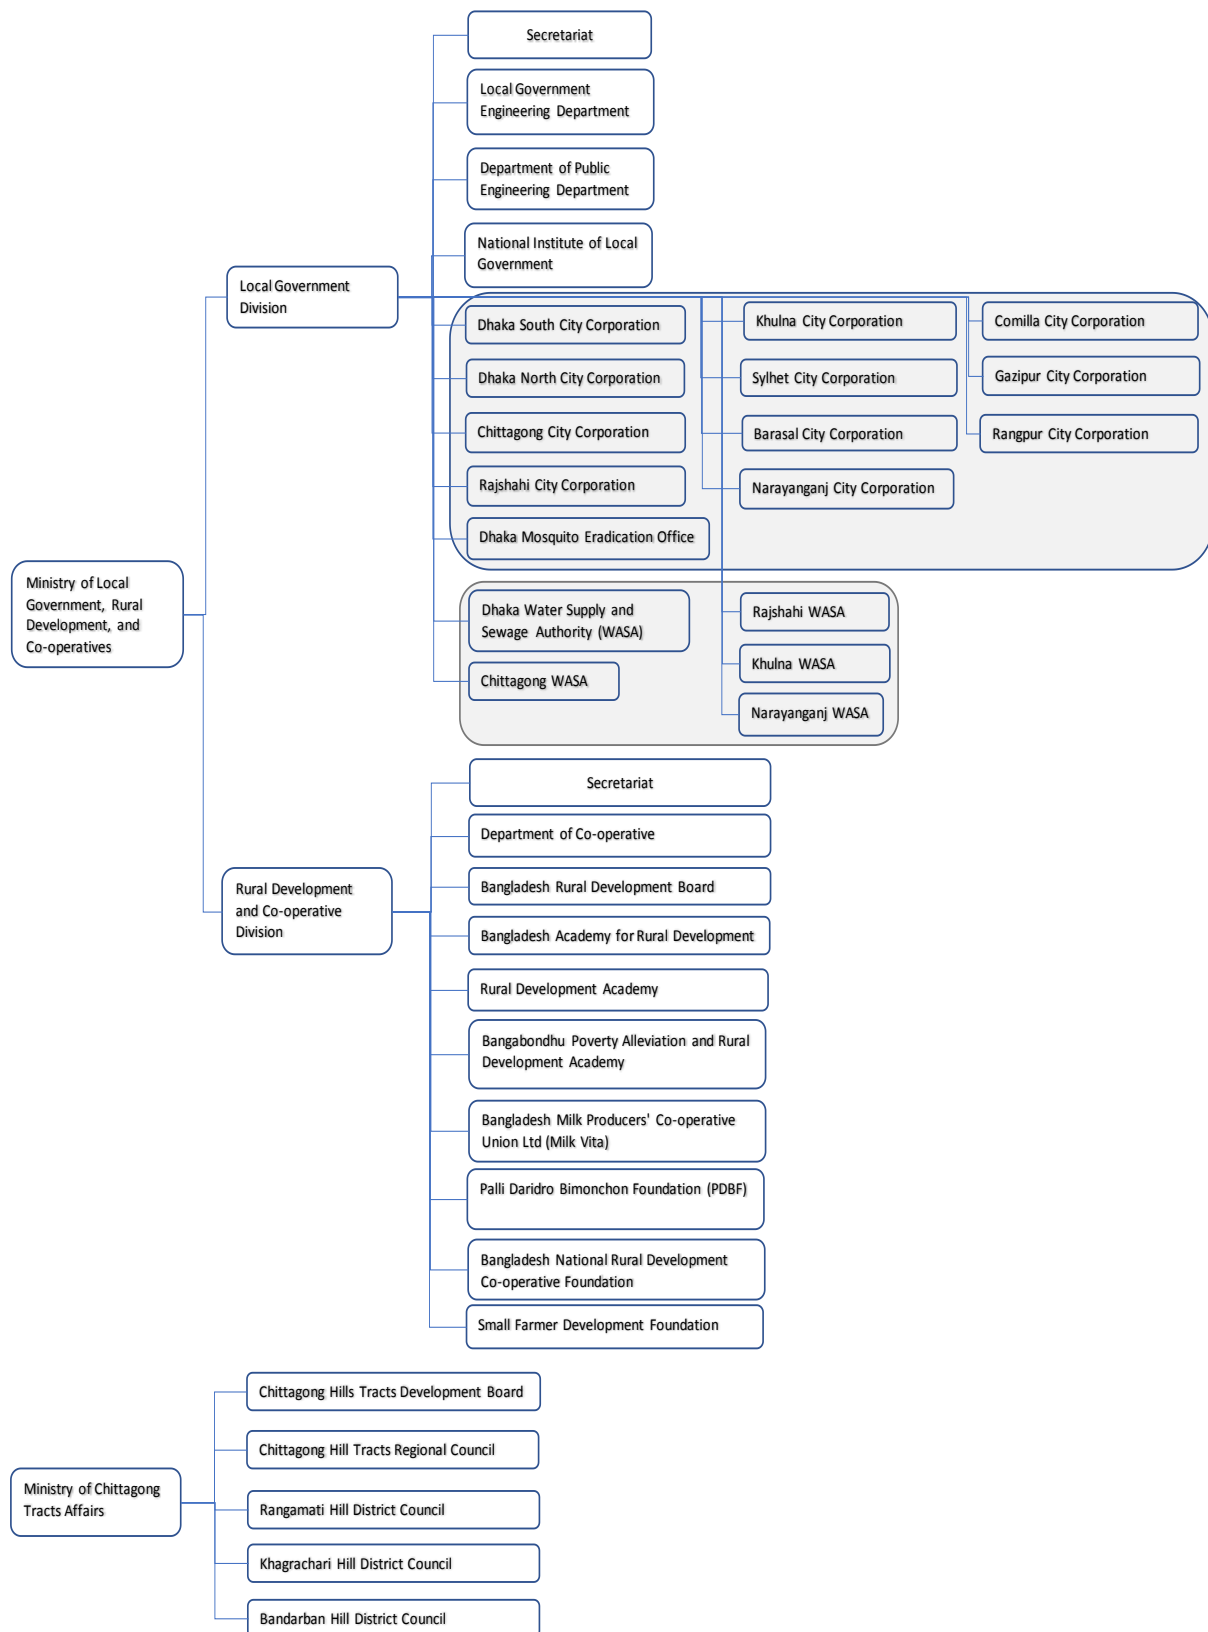 Secretariat
Local Government
Engineering Department
Department of Public
Engineering Department
National Institute of Local
Government
Local Government
Division
Dhaka South City Corporation
Khulna City Corporation
Comilla City Corporation
Dhaka North City Corporation
Sylhet City Corporation
Gazipur City Corporation
Chittagong City Corporation
Barasal City Corporation
Rangpur City Corporation
Rajshahi City Corporation
Narayanganj City Corporation
Dhaka Mosquito Eradication Office
Ministry of Local
Government, Rural
Development, and
Co-operatives
Dhaka Water Supply and
Sewage Authority (WASA)
Rajshahi WASA
Khulna WASA
Chittagong WASA
Narayanganj WASA
Secretariat
Department of Co-operative
Rural Development
and Co-operative
Division
Bangladesh Rural Development Board
Bangladesh Academy for Rural Development
Rural Development Academy
Bangabondhu Poverty Alleviation and Rural
Development Academy
Bangladesh Milk Producers' Co-operative
Union Ltd (Milk Vita)
Palli Daridro Bimonchon Foundation (PDBF)
Bangladesh National Rural Development
Co-operative Foundation
Small Farmer Development Foundation
Ministry of Chittagong
Tracts Affairs
Chittagong Hills Tracts Development Board
Chittagong Hill Tracts Regional Council
Rangamati Hill District Council
Khagrachari Hill District Council
Bandarban Hill District Council